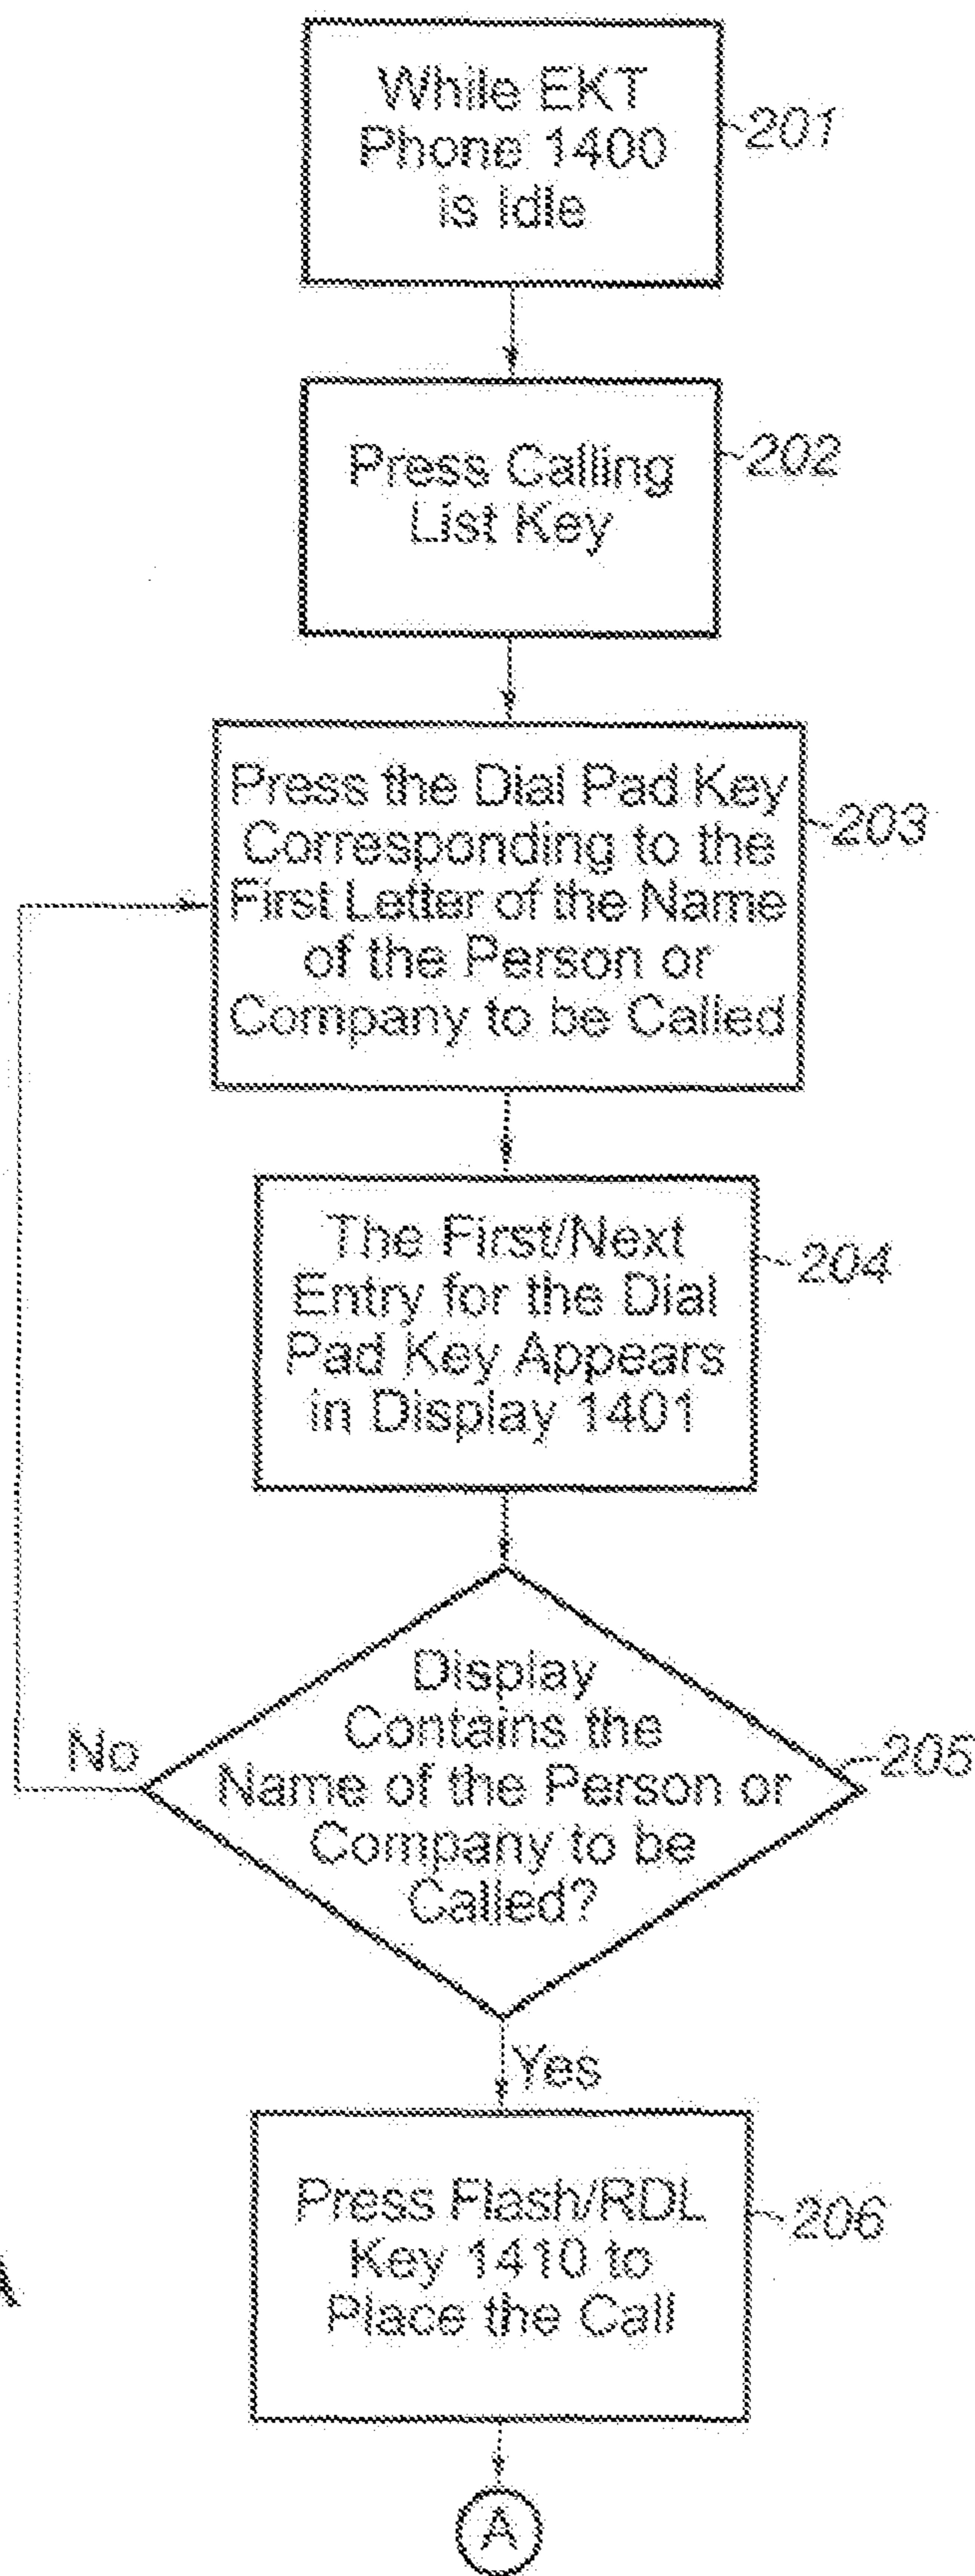 While EKT
Phone 1400
is Idle
201
Press Calling
List Key
202
Press the Dial Pad Key
Corresponding to the
First Letter of the Name
of the Person or
Company to be Called
203
The First/Next
Entry for the Dial
Pad Key Appears
in Display 1401
204
Display
Contains the
Name of the Person or
Company to be
Called?
205
No
Yes
Press Flash/RDL
Key 1410 to
Place the Call
206
A
A